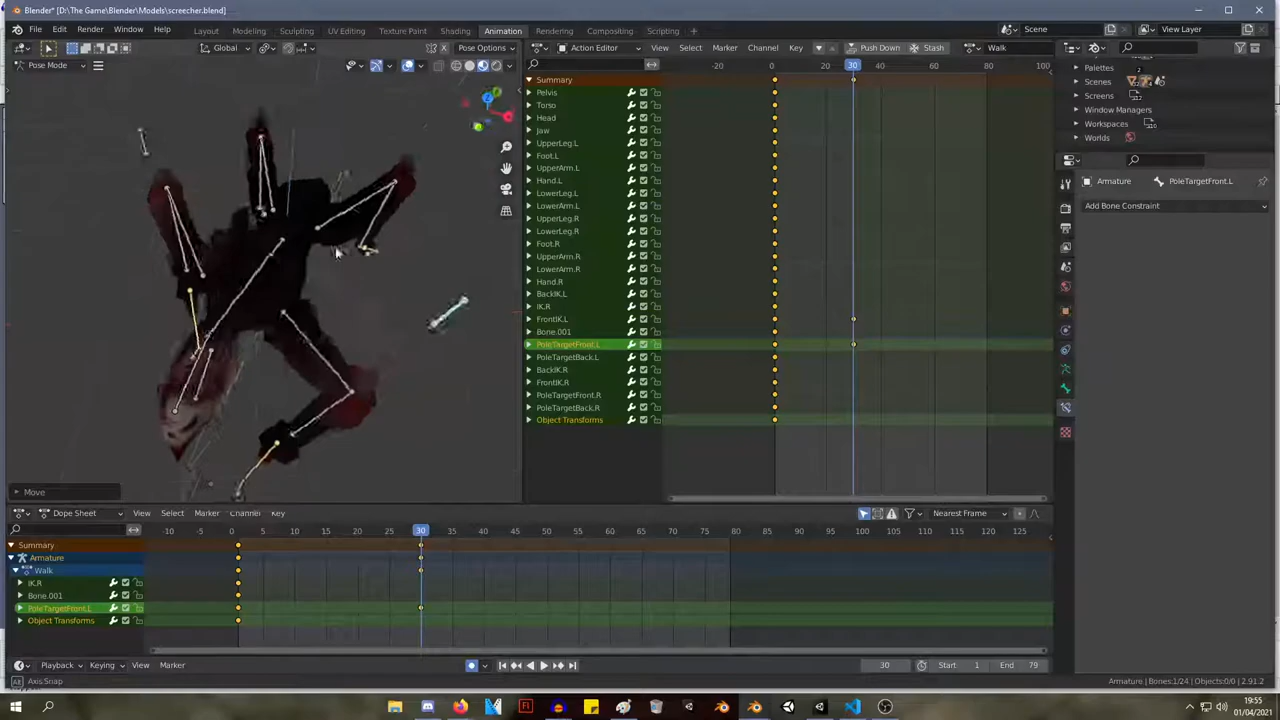 Blender* [D:\The Game\Blender\Models\screecher.blend]
File Edit Render Window Help Layout Modeling Sculpting UV Editing Texture Paint Shading Animation Rendering Compositing Scripting Scene View Layer
Global Pose Options Action Editor View Select Marker Channel Key Push Down Stash Walk
Pose Mode -20 0 20 30 40 60 80 100
Palettes 2
Summary Scenes
Pelvis Screens
Torso Window Managers
Head Workspaces
Jaw Worlds
UpperLeg.L
Foot.L
UpperArm.L
Hand.L Armature PoleTargetFront.L
LowerLeg.L
LowerArm.L Add Bone Constraint
UpperLeg.R
LowerLeg.R
Foot.R
UpperArm.R
LowerArm.R
Hand.R
BackIK.L
IK.R
FrontIK.L
Bone.001
PoleTargetFront.L
PoleTargetBack.L
BackIK.R
FrontIK.R
PoleTargetFront.R
PoleTargetBack.R
Object Transforms
Move
Dope Sheet View Select Marker Channel Key Nearest Frame
-10 -5 0 5 10 15 20 25 30 35 40 45 50 55 60 65 70 75 79 85 90 95 100 105 110 115 120 125
Summary
Armature
Walk
IK.R
Bone.001
PoleTargetFront.L
Object Transforms
Playback Keying View Marker 30 Start: 1 End 79
Axis Snap Armature | Bones:1/24 | Objects:0/0 | 2.91.2
19:55
01/04/2021